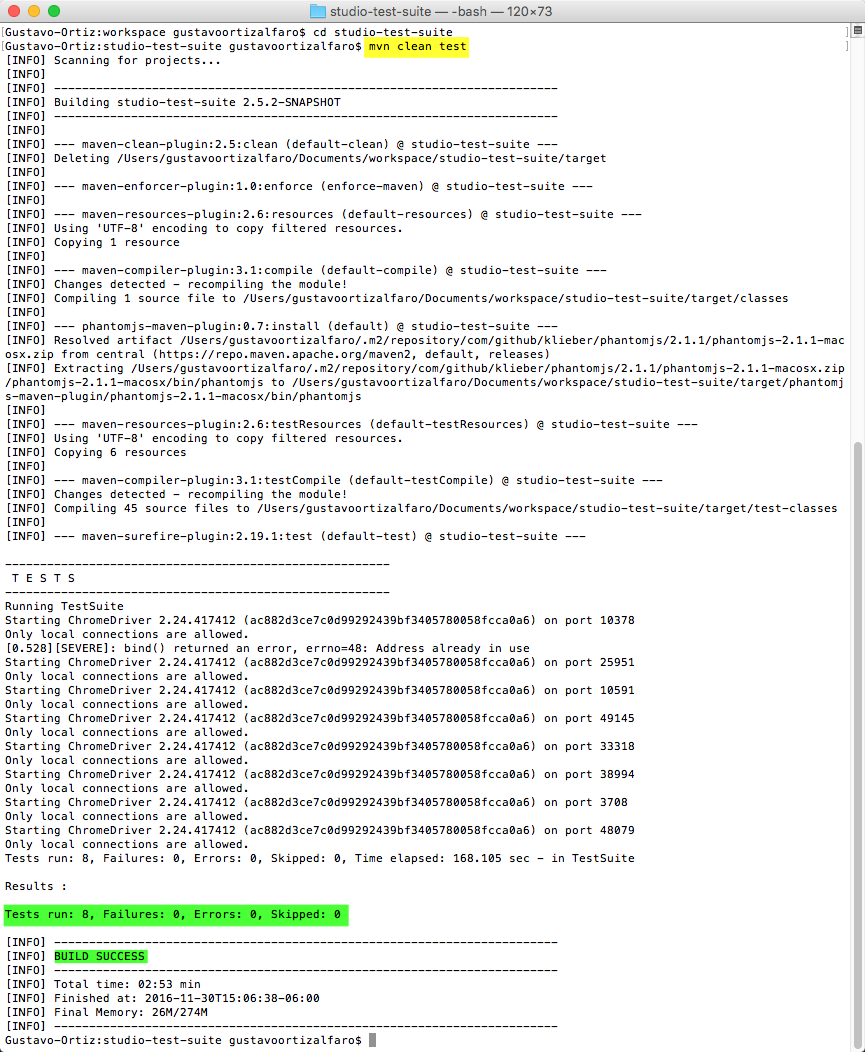 studio-test-suite — -bash — 120×73
[Gustavo-Ortiz:workspace gustavoortizalfaro$ cd studio-test-suite ]
[Gustavo-Ortiz:studio-test-suite gustavoortizalfaro$ mvn clean test ]
[INFO] Scanning for projects...
[INFO]
[INFO] ------------------------------------------------------------------------
[INFO] Building studio-test-suite 2.5.2-SNAPSHOT
[INFO] ------------------------------------------------------------------------
[INFO]
[INFO] --- maven-clean-plugin:2.5:clean (default-clean) @ studio-test-suite ---
[INFO] Deleting /Users/gustavoortizalfaro/Documents/workspace/studio-test-suite/target
[INFO]
[INFO] --- maven-enforcer-plugin:1.0:enforce (enforce-maven) @ studio-test-suite ---
[INFO]
[INFO] --- maven-resources-plugin:2.6:resources (default-resources) @ studio-test-suite ---
[INFO] Using 'UTF-8' encoding to copy filtered resources.
[INFO] Copying 1 resource
[INFO]
[INFO] --- maven-compiler-plugin:3.1:compile (default-compile) @ studio-test-suite ---
[INFO] Changes detected - recompiling the module!
[INFO] Compiling 1 source file to /Users/gustavoortizalfaro/Documents/workspace/studio-test-suite/target/classes
[INFO]
[INFO] --- phantomjs-maven-plugin:0.7:install (default) @ studio-test-suite ---
[INFO] Resolved artifact /Users/gustavoortizalfaro/.m2/repository/com/github/klieber/phantomjs/2.1.1/phantomjs-2.1.1-mac
osx.zip from central (https://repo.maven.apache.org/maven2, default, releases)
[INFO] Extracting /Users/gustavoortizalfaro/.m2/repository/com/github/klieber/phantomjs/2.1.1/phantomjs-2.1.1-macosx.zip
/phantomjs-2.1.1-macosx/bin/phantomjs to /Users/gustavoortizalfaro/Documents/workspace/studio-test-suite/target/phantomj
s-maven-plugin/phantomjs-2.1.1-macosx/bin/phantomjs
[INFO]
[INFO] --- maven-resources-plugin:2.6:testResources (default-testResources) @ studio-test-suite ---
[INFO] Using 'UTF-8' encoding to copy filtered resources.
[INFO] Copying 6 resources
[INFO]
[INFO] --- maven-compiler-plugin:3.1:testCompile (default-testCompile) @ studio-test-suite ---
[INFO] Changes detected - recompiling the module!
[INFO] Compiling 45 source files to /Users/gustavoortizalfaro/Documents/workspace/studio-test-suite/target/test-classes
[INFO]
[INFO] --- maven-surefire-plugin:2.19.1:test (default-test) @ studio-test-suite ---
-------------------------------------------------------
T E S T S
-------------------------------------------------------
Running TestSuite
Starting ChromeDriver 2.24.417412 (ac882d3ce7c0d99292439bf3405780058fcca0a6) on port 10378
Only local connections are allowed.
[0.528][SEVERE]: bind() returned an error, errno=48: Address already in use
Starting ChromeDriver 2.24.417412 (ac882d3ce7c0d99292439bf3405780058fcca0a6) on port 25951
Only local connections are allowed.
Starting ChromeDriver 2.24.417412 (ac882d3ce7c0d99292439bf3405780058fcca0a6) on port 10591
Only local connections are allowed.
Starting ChromeDriver 2.24.417412 (ac882d3ce7c0d99292439bf3405780058fcca0a6) on port 49145
Only local connections are allowed.
Starting ChromeDriver 2.24.417412 (ac882d3ce7c0d99292439bf3405780058fcca0a6) on port 33318
Only local connections are allowed.
Starting ChromeDriver 2.24.417412 (ac882d3ce7c0d99292439bf3405780058fcca0a6) on port 38994
Only local connections are allowed.
Starting ChromeDriver 2.24.417412 (ac882d3ce7c0d99292439bf3405780058fcca0a6) on port 3708
Only local connections are allowed.
Starting ChromeDriver 2.24.417412 (ac882d3ce7c0d99292439bf3405780058fcca0a6) on port 48079
Only local connections are allowed.
Tests run: 8, Failures: 0, Errors: 0, Skipped: 0, Time elapsed: 168.105 sec - in TestSuite
Results :
Tests run: 8, Failures: 0, Errors: 0, Skipped: 0
[INFO] ------------------------------------------------------------------------
[INFO] BUILD SUCCESS
[INFO] ------------------------------------------------------------------------
[INFO] Total time: 02:53 min
[INFO] Finished at: 2016-11-30T15:06:38-06:00
[INFO] Final Memory: 26M/274M
[INFO] ------------------------------------------------------------------------
Gustavo-Ortiz:studio-test-suite gustavoortizalfaro$